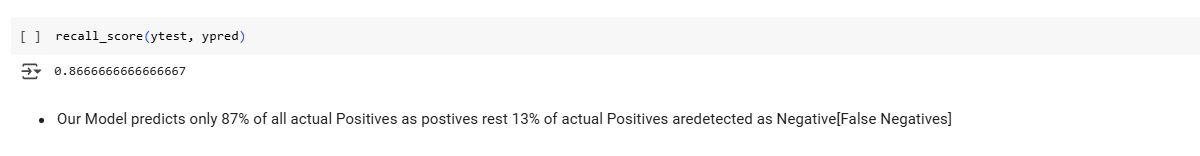 [ ] recall_score(ytest, ypred)
0.8666666666666667
• Our Model predicts only 87% of all actual Positives as postives rest 13% of actual Positives aredetected as Negative[False Negatives]